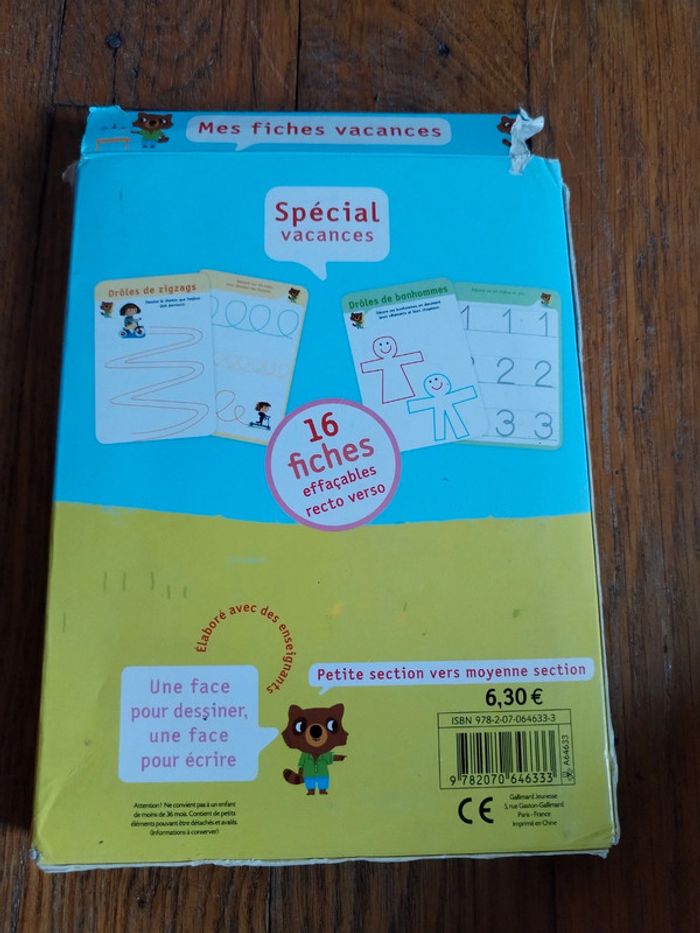 Mes fiches vacances
Spécial
vacances
Drôles de zigzags
Drôles de bonhommes
1 1 1
2 2
3 3
16
fiches
effaçables
recto verso
Élaboré avec des enseignants
Petite section vers moyenne section
Une face
pour dessiner,
une face
pour écrire
6,30 €
ISBN 978-2-07-064633-3
A64633
9 782070 646333
CE
Attention ! Ne convient pas à un enfant
de moins de 36 mois. Contient de petits
éléments pouvant être détachés et avalés.
(Informations à conserver)
Gallimard Jeunesse
5, rue Gaston-Gallimard
Paris - France
Imprimé en Chine